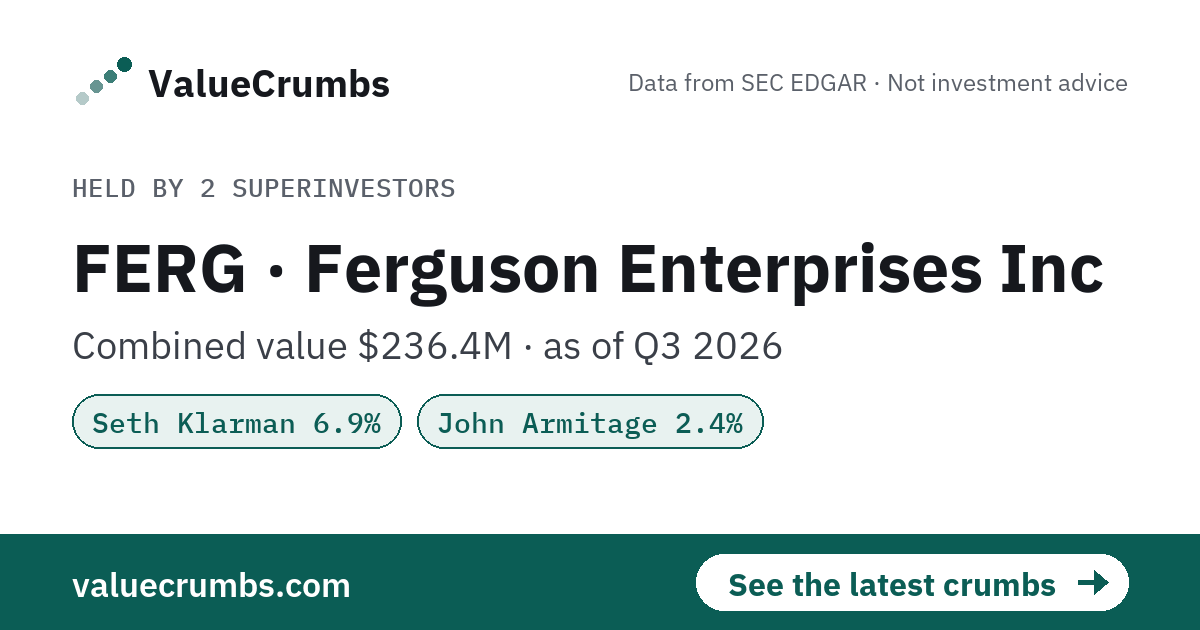 ValueCrumbs
Data from SEC EDGAR · Not investment advice
HELD BY 2 SUPERINVESTORS
FERG · Ferguson Enterprises Inc
Combined value $236.4M · as of Q3 2026
Seth Klarman 6.9%
John Armitage 2.4%
valuecrumbs.com
See the latest crumbs